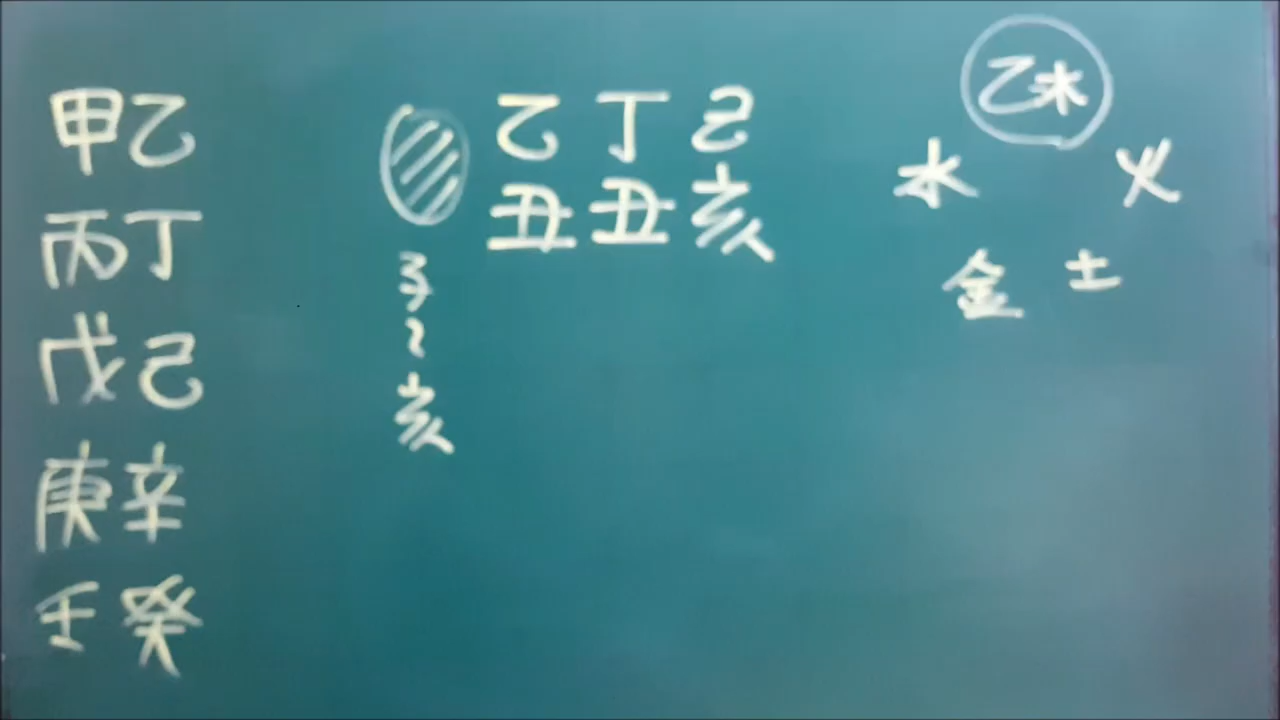 甲乙
丙丁
戊己
庚辛
壬癸
乙丁己
丑丑亥
子
~
亥
乙木
水 火
金 土